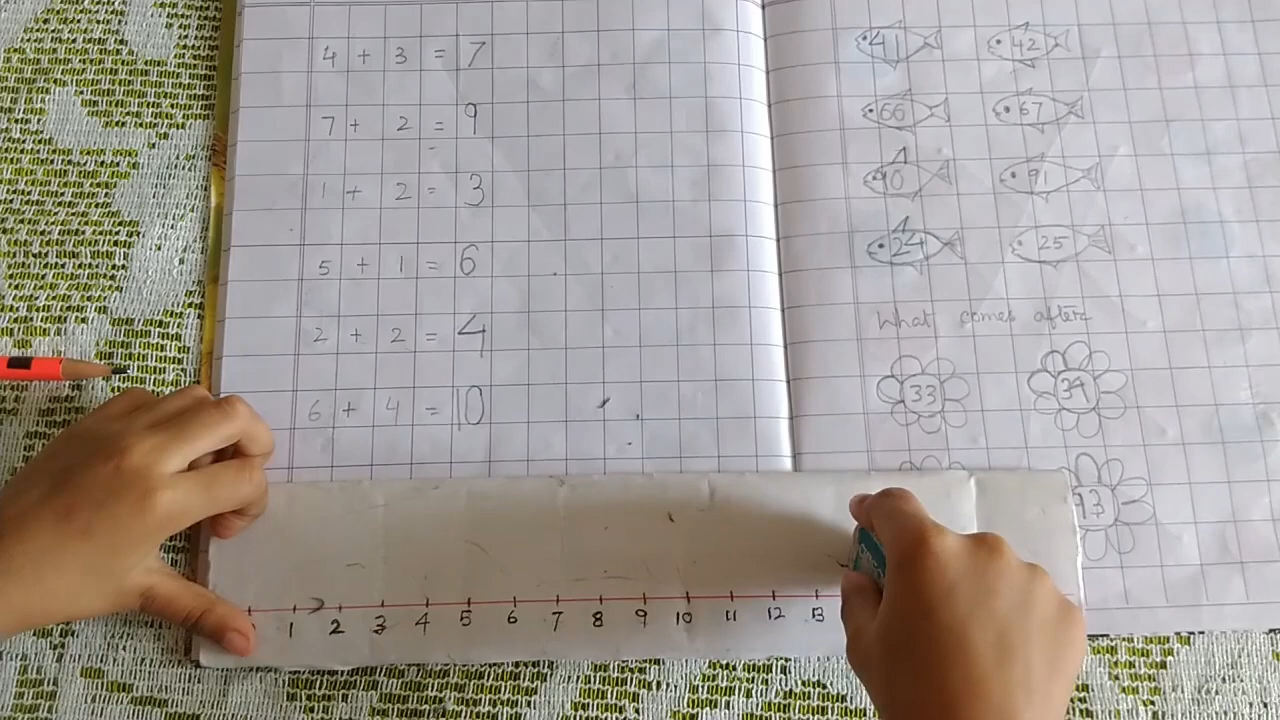 4 + 3 = 7
7 + 2 = 9
1 + 2 = 3
5 + 1 = 6
2 + 2 = 4
6 + 4 = 10
41 42
66 67
90 91
24 25
What comes after
33 34
1 2 3 4 5 6 7 8 9 10 11 12 13